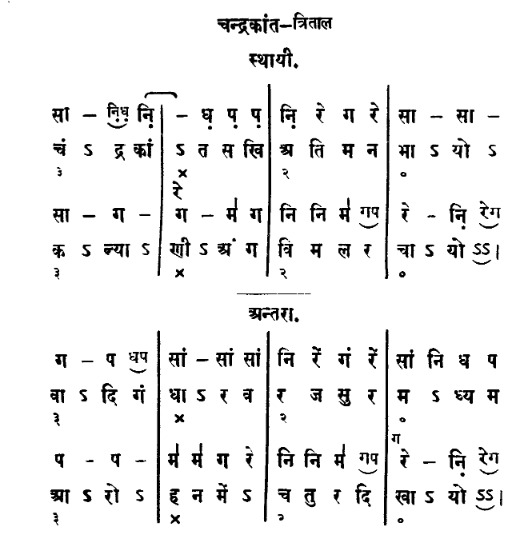 चन्द्रकांत–त्रिताल
स्थायी.
सा – नि़ध़ नि़ | – ध़ प़ प़ | नि़ रे ग रे | सा – सा –
चं ऽ द्र कां | ऽ त स खि | अ ति म न | भा ऽ यो ऽ
३ × २ ०
रे
सा – ग – | ग – म॑ ग | नि नि म॑ गप | रे – नि़ रेग
क ऽ न्या ऽ | णी ऽ अं ग | वि म ल र | चा ऽ यो ऽऽ।
३ × २ ०
अन्तरा.
ग – प धप | सां – सां सां | नि रें गं रें | सां नि ध प
वा ऽ दि गं | धा ऽ र व | र ज सु र | म ऽ ध्य म
३ × २ ०
ग
प – प – | म॑ म॑ ग रे | नि नि म॑ गप | रे – नि़ रेग
आ ऽ रो ऽ | ह न में ऽ | च तु र दि | खा ऽ यो ऽऽ।
३ × २ ०